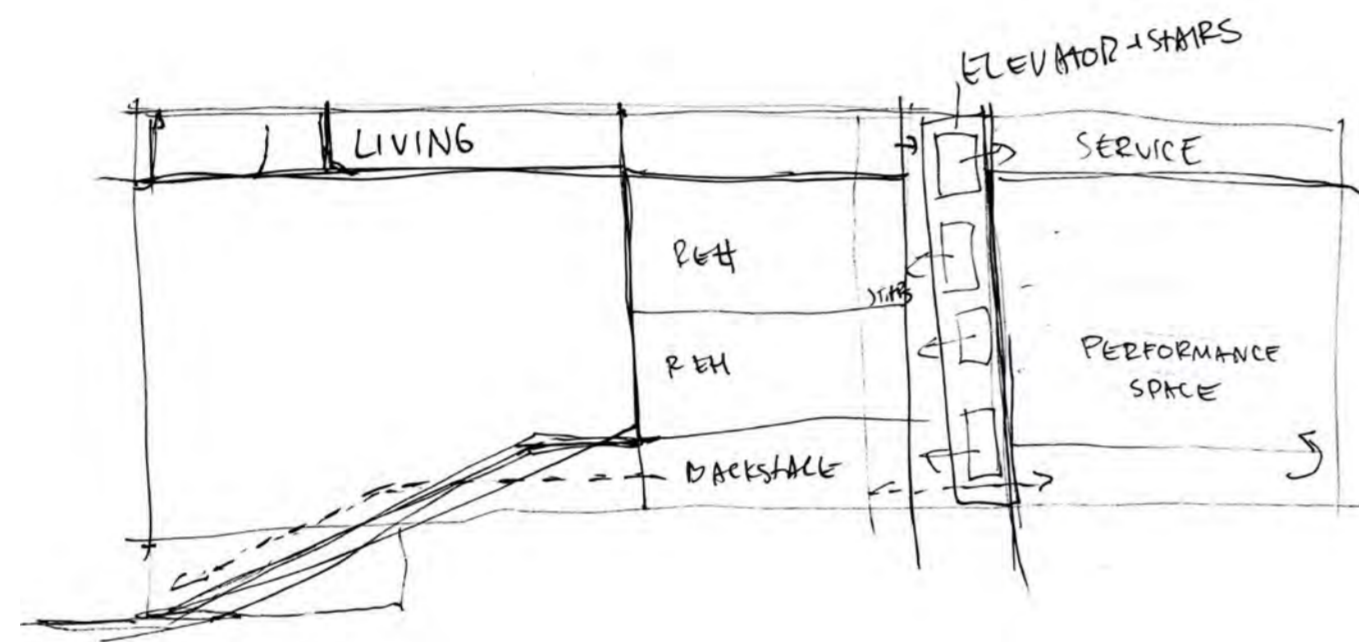 ELEVATOR + STAIRS
LIVING
SERVICE
REH
STAIRS
REH
PERFORMANCE
SPACE
BACKSTAGE